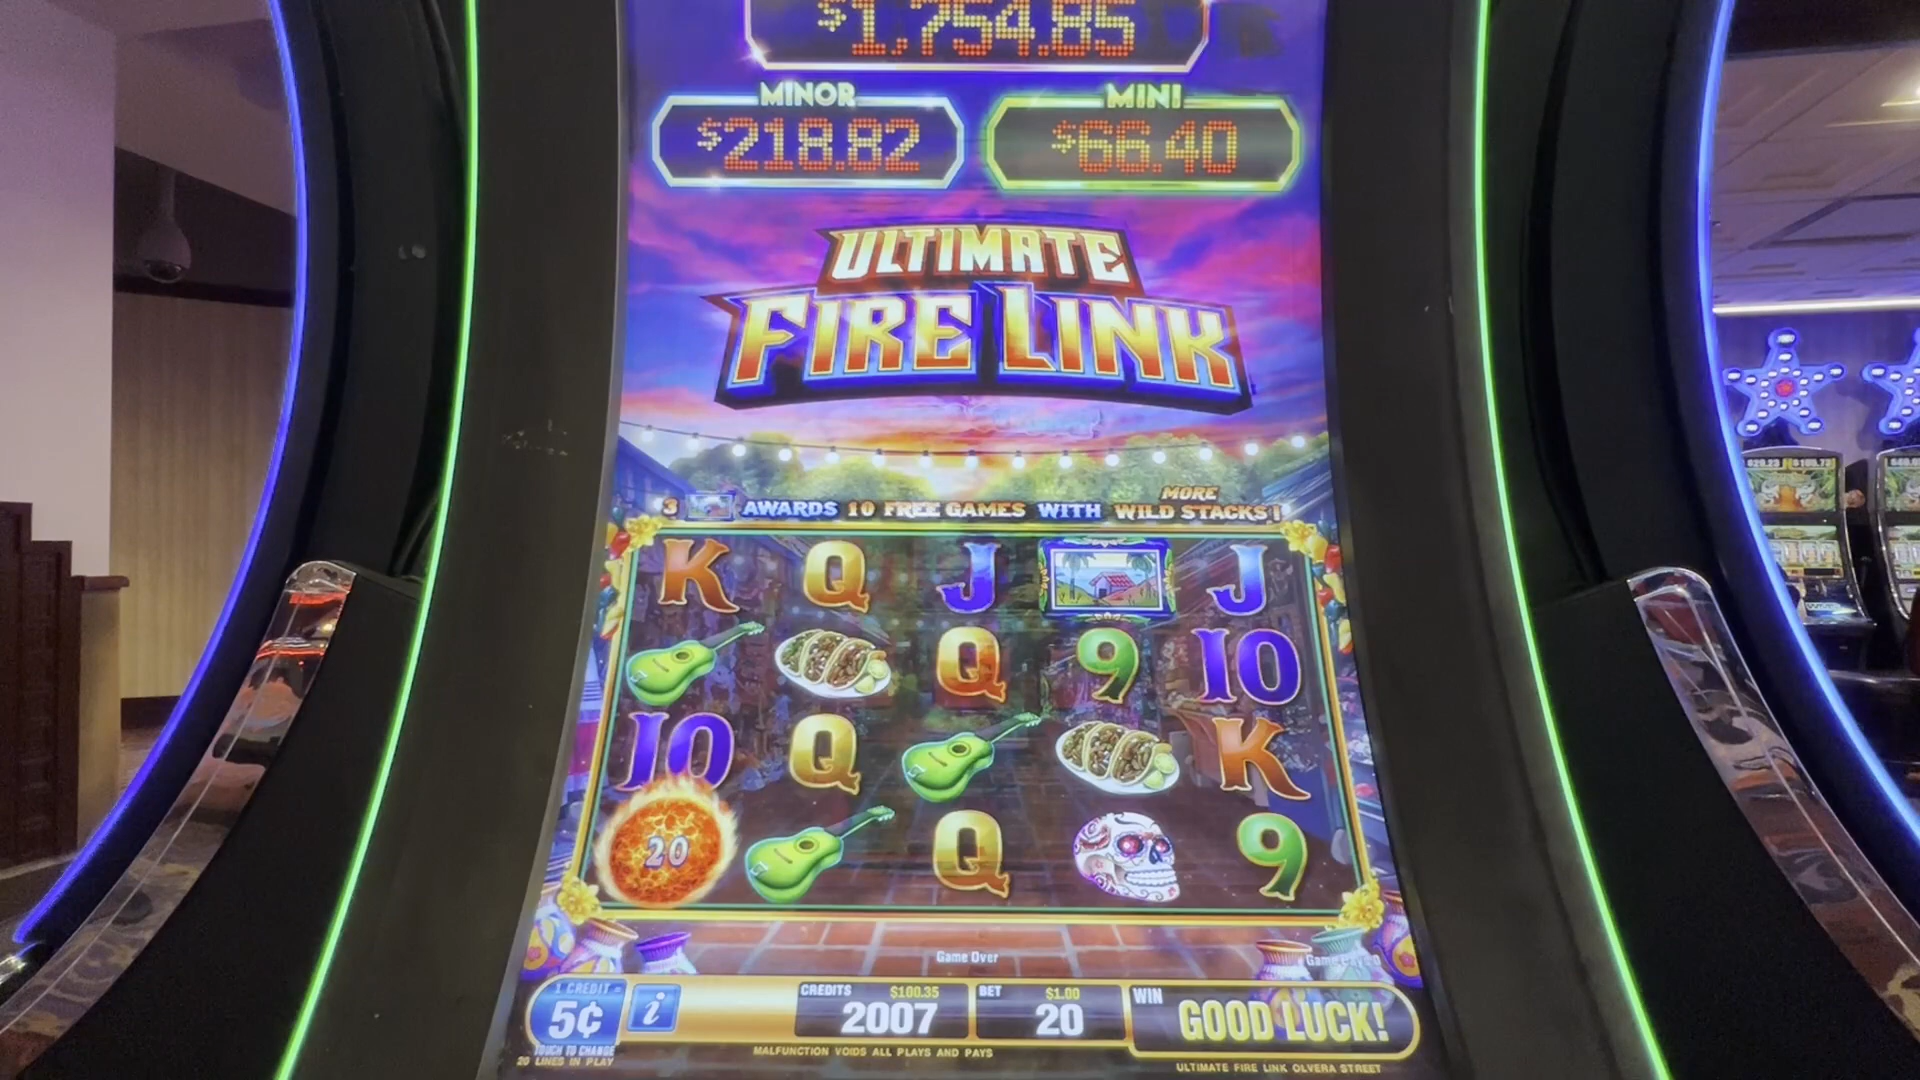 $1,754.85
MINOR
$218.82
MINI
$66.40
ULTIMATE
FIRE LINK
3 AWARDS 10 FREE GAMES WITH MORE WILD STACKS!
K Q J J
Q 9 10
10 Q K
20 Q 9
Game Over
1 CREDIT =
5¢
TOUCH TO CHANGE
20 LINES IN PLAY
i
CREDITS $100.35
2007
BET $1.00
20
WIN
GOOD LUCK!
MALFUNCTION VOIDS ALL PLAYS AND PAYS
ULTIMATE FIRE LINK OLVERA STREET